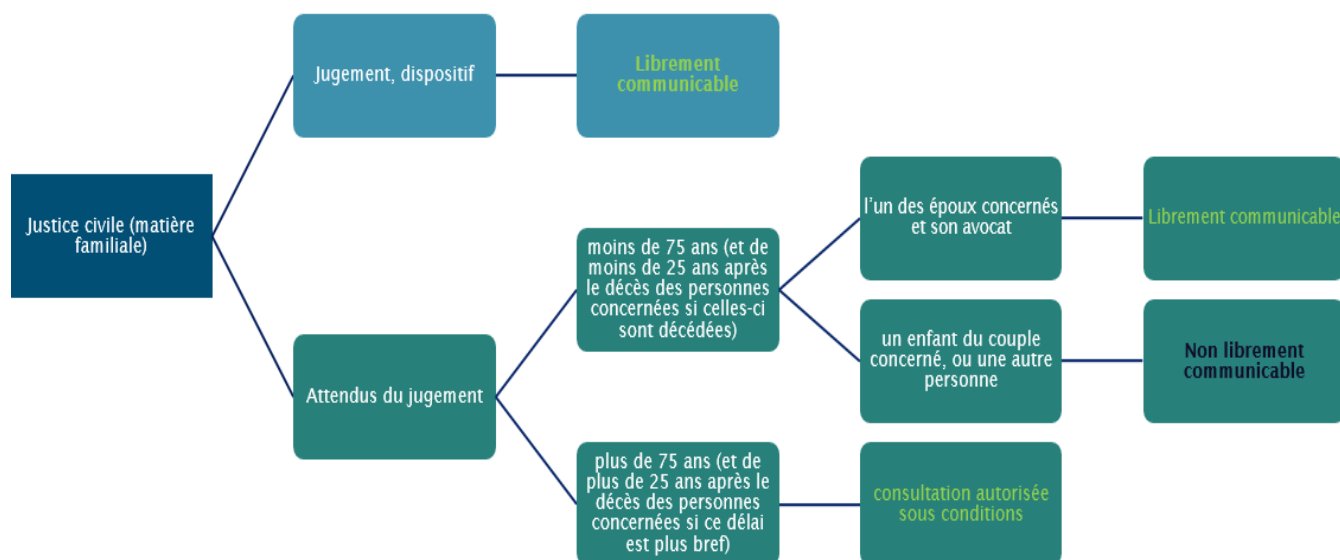 Justice civile (matière
familiale)
Jugement, dispositif
Librement
communicable
Attendus du jugement
moins de 75 ans (et de
moins de 25 ans après
le décès des personnes
concernées si celles-ci
sont décédées)
l'un des époux concernés
et son avocat
Librement communicable
un enfant du couple
concerné, ou une autre
personne
Non librement
communicable
plus de 75 ans (et de
plus de 25 ans après le
décès des personnes
concernées si ce délai
est plus bref)
consultation autorisée
sous conditions